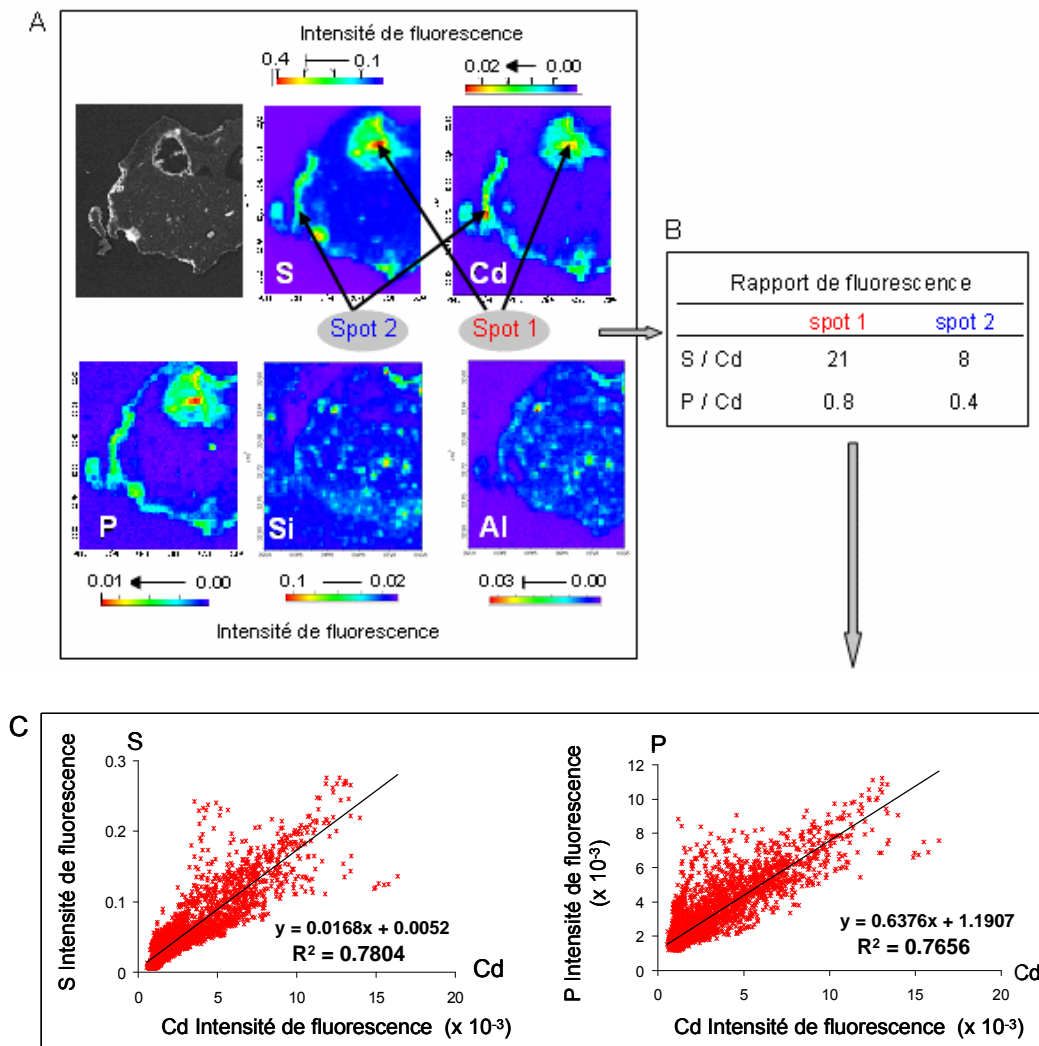 A
Intensité de fluorescence
0.4 0.1
0.02 0.00
S
Cd
Spot 2
Spot 1
P
Si
Al
0.01 0.00
0.1 0.02
0.03 0.00
Intensité de fluorescence
B
Rapport de fluorescence
spot 1 spot 2
S / Cd 21 8
P / Cd 0.8 0.4
C
S
S Intensité de fluorescence
0.3
0.2
0.1
0
y = 0.0168x + 0.0052
R² = 0.7804
Cd
0 5 10 15 20
Cd Intensité de fluorescence (x 10⁻³)
P
P Intensité de fluorescence
(x 10⁻³)
12
10
8
6
4
2
0
y = 0.6376x + 1.1907
R² = 0.7656
Cd
0 5 10 15 20
Cd Intensité de fluorescence (x 10⁻³)